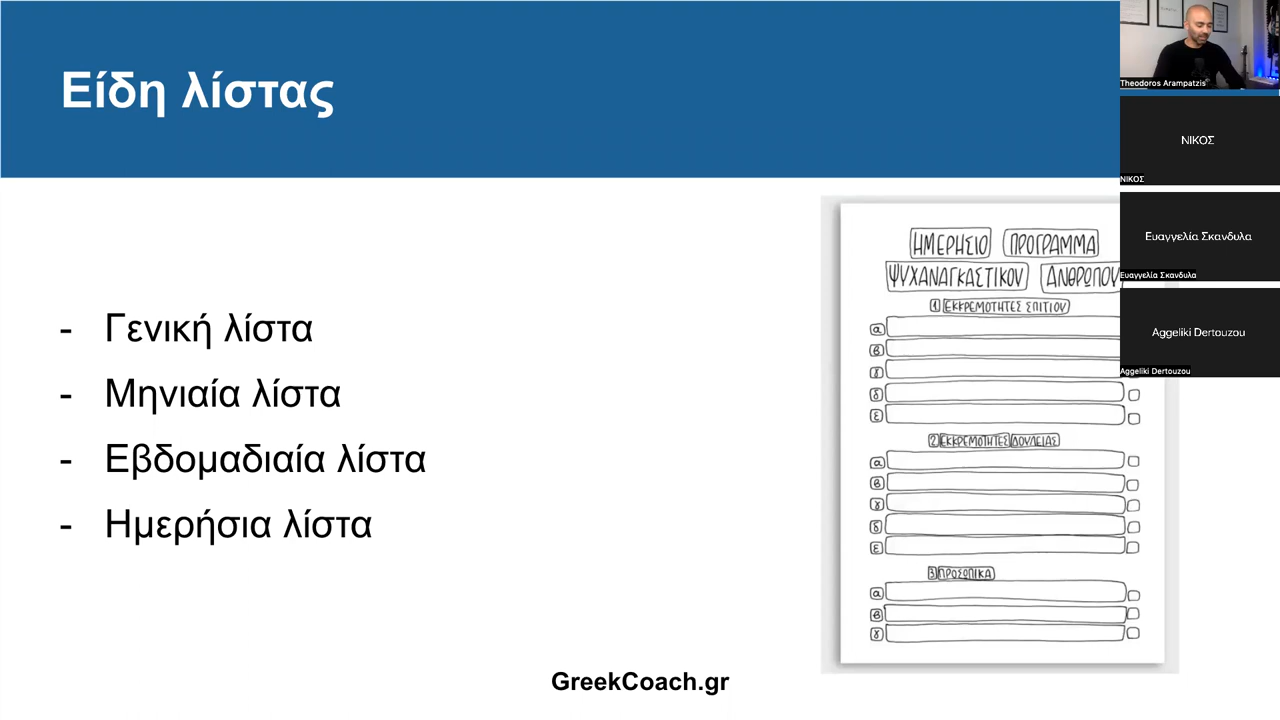 Είδη λίστας
- Γενική λίστα
- Μηνιαία λίστα
- Εβδομαδιαία λίστα
- Ημερήσια λίστα
ΗΜΕΡΗΣΙΟ ΠΡΟΓΡΑΜΜΑ
ΨΥΧΑΝΑΓΚΑΣΤΙΚΟΥ ΑΝΘΡΩΠΟΥ
1 ΕΚΚΡΕΜΟΤΗΤΕΣ ΣΠΙΤΙΟΥ
α
β
γ
δ
ε
2 ΕΚΚΡΕΜΟΤΗΤΕΣ ΔΟΥΛΕΙΑΣ
α
β
γ
δ
ε
3 ΠΡΟΣΩΠΙΚΑ
α
β
γ
GreekCoach.gr
Theodoros Arampatzis
ΝΙΚΟΣ
ΝΙΚΟΣ
Ευαγγελία Σκανδυλα
Ευαγγελία Σκανδυλα
Aggeliki Dertouzou
Aggeliki Dertouzou